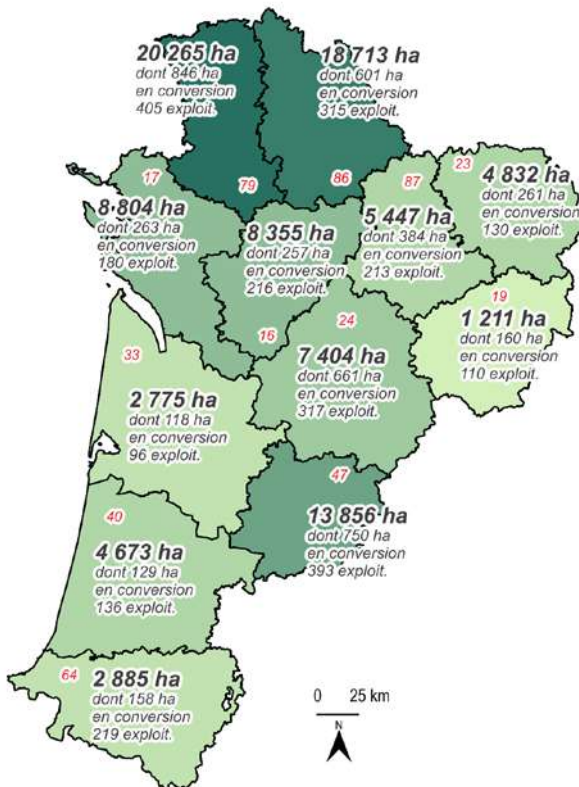 20 265 ha
dont 846 ha
en conversion
405 exploit.
79
18 713 ha
dont 601 ha
en conversion
315 exploit.
86
17
8 804 ha
dont 263 ha
en conversion
180 exploit.
8 355 ha
dont 257 ha
en conversion
216 exploit.
16
87
5 447 ha
dont 384 ha
en conversion
213 exploit.
23
4 832 ha
dont 261 ha
en conversion
130 exploit.
19
1 211 ha
dont 160 ha
en conversion
110 exploit.
24
7 404 ha
dont 661 ha
en conversion
317 exploit.
33
2 775 ha
dont 118 ha
en conversion
96 exploit.
47
13 856 ha
dont 750 ha
en conversion
393 exploit.
40
4 673 ha
dont 129 ha
en conversion
136 exploit.
64
2 885 ha
dont 158 ha
en conversion
219 exploit.
0 25 km
N